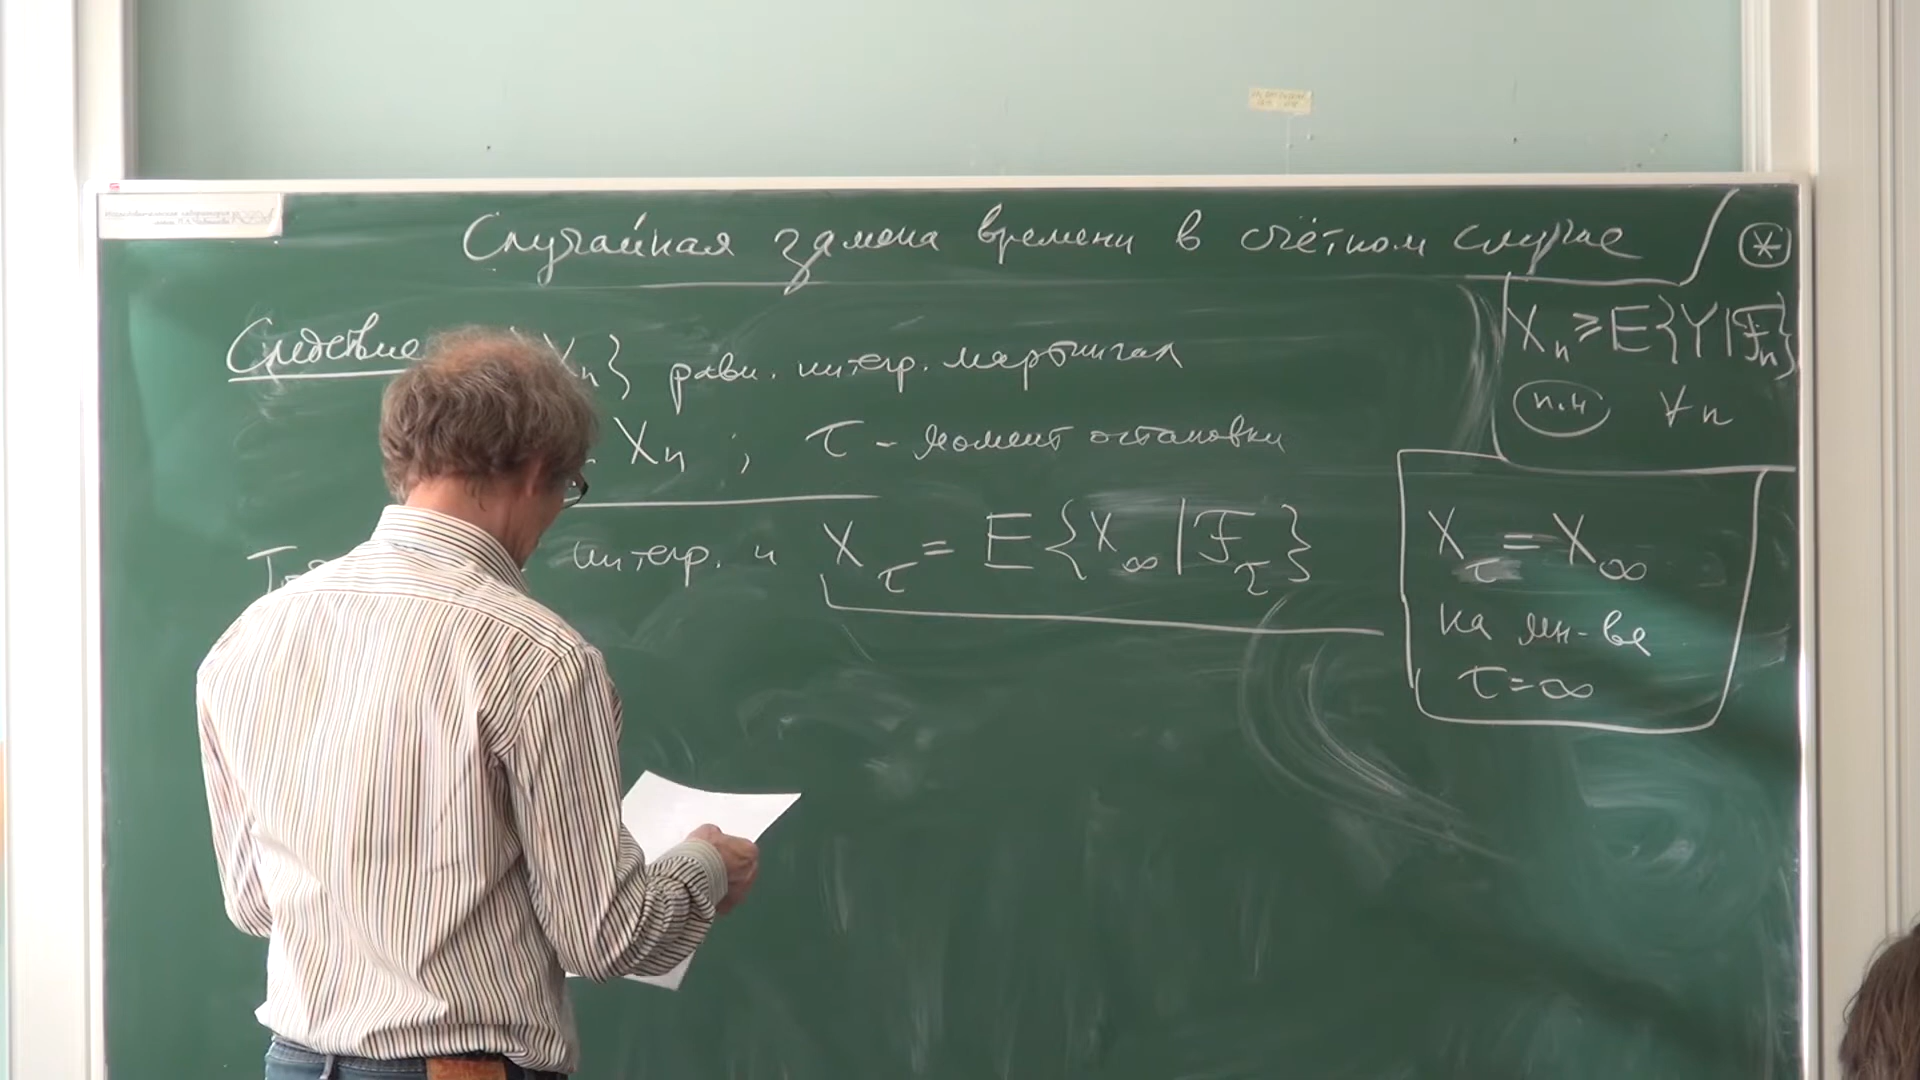 Случайная замена времени в счётном случае
*
Следствие X_n} равн. интегр. мартингал
X_n ; τ - момент остановки
интегр. и X_τ = E{X_∞ | F_τ}
X_n ⩾ E{Y | F_n}
п.н ∀ n
X_τ = X_∞
на мн-ве
τ = ∞